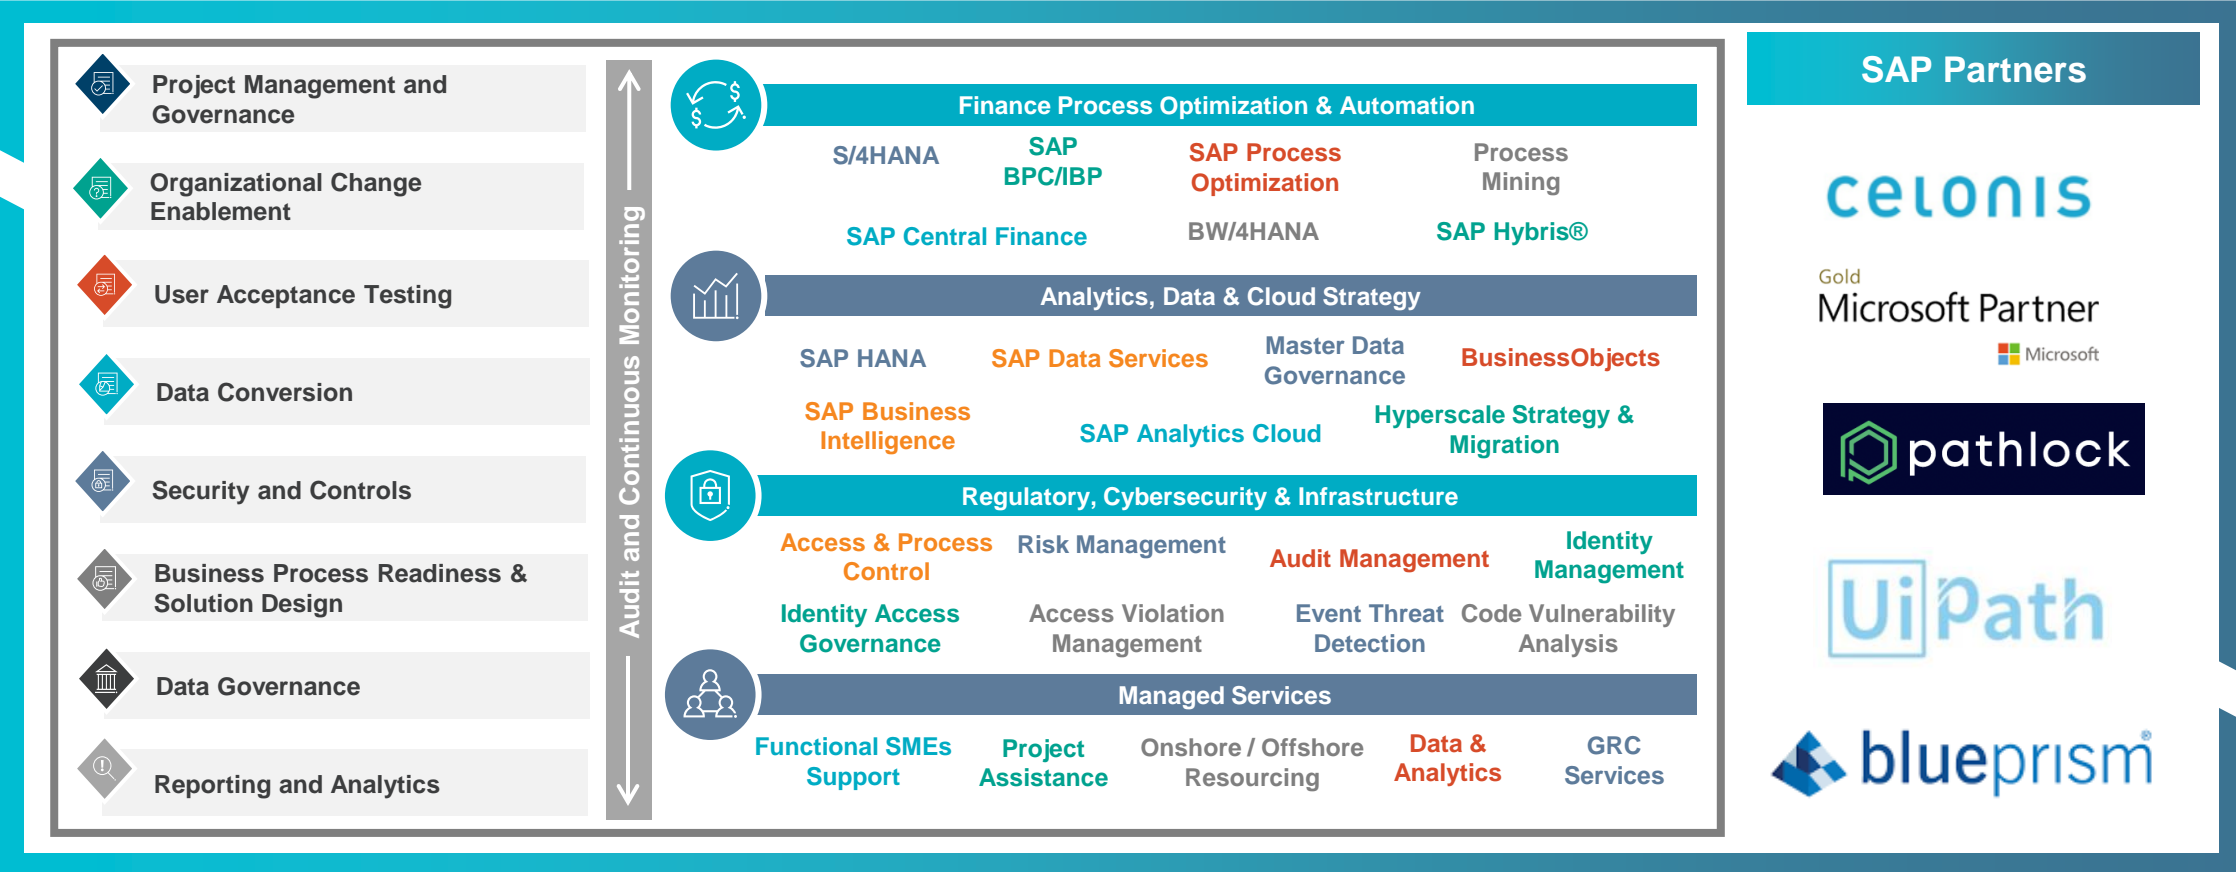 Project Management and
Governance
Organizational Change
Enablement
User Acceptance Testing
Data Conversion
Security and Controls
Business Process Readiness &
Solution Design
Data Governance
Reporting and Analytics
Audit and Continuous Monitoring
Finance Process Optimization & Automation
S/4HANA
SAP
BPC/IBP
SAP Process
Optimization
Process
Mining
SAP Central Finance
BW/4HANA
SAP Hybris®
Analytics, Data & Cloud Strategy
SAP HANA
SAP Data Services
Master Data
Governance
BusinessObjects
SAP Business
Intelligence
SAP Analytics Cloud
Hyperscale Strategy &
Migration
Regulatory, Cybersecurity & Infrastructure
Access & Process
Control
Risk Management
Audit Management
Identity
Management
Identity Access
Governance
Access Violation
Management
Event Threat
Detection
Code Vulnerability
Analysis
Managed Services
Functional SMEs
Support
Project
Assistance
Onshore / Offshore
Resourcing
Data &
Analytics
GRC
Services
SAP Partners
celonis
Gold
Microsoft Partner
Microsoft
pathlock
UiPath
blueprism®